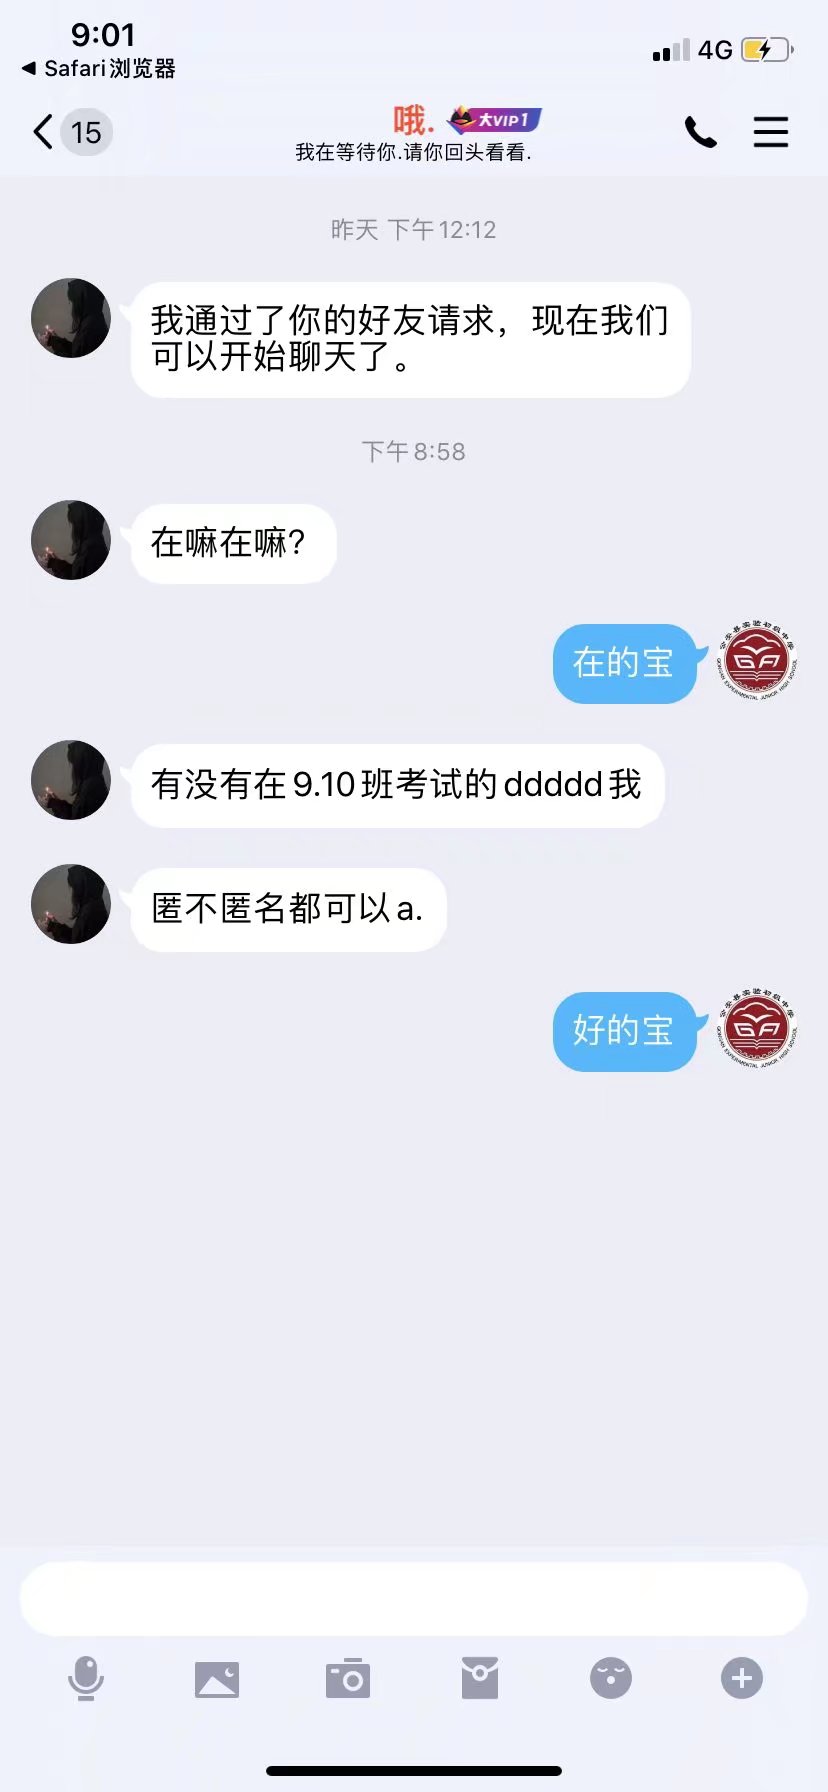 9:01
4G
◀ Safari浏览器
15
哦.
大VIP1
我在等待你.请你回头看看.
昨天 下午12:12
我通过了你的好友请求，现在我们
可以开始聊天了。
下午8:58
在嘛在嘛?
在的宝
有没有在9.10班考试的ddddd我
匿不匿名都可以a.
好的宝